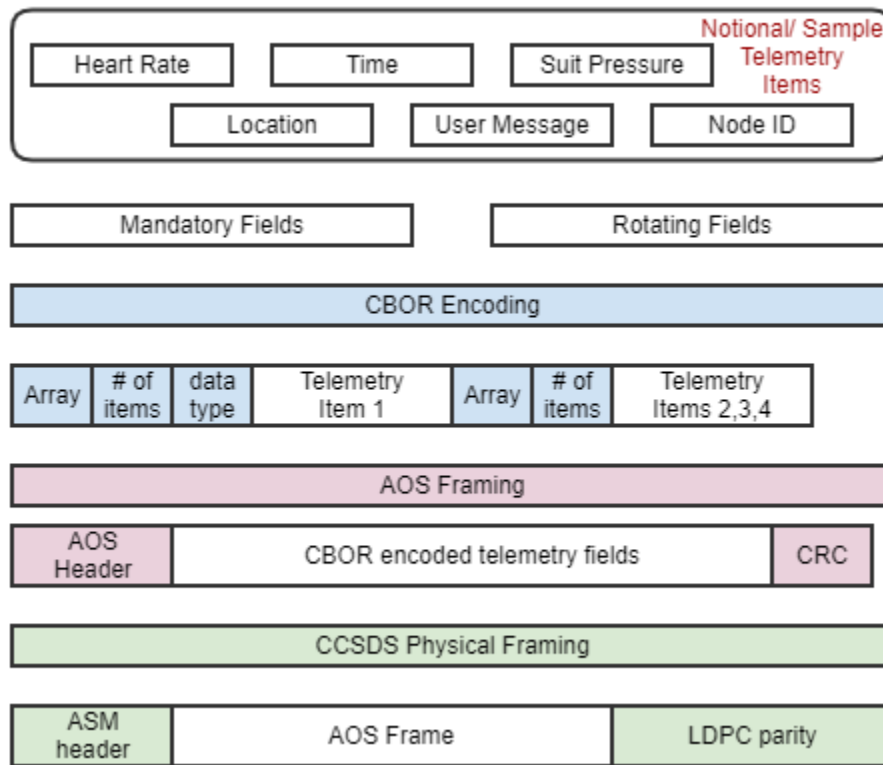 Notional/ Sample
Telemetry
Items
Heart Rate
Time
Suit Pressure
Location
User Message
Node ID
Mandatory Fields
Rotating Fields
CBOR Encoding
Array
# of
items
data
type
Telemetry
Item 1
Array
# of
items
Telemetry
Items 2,3,4
AOS Framing
AOS
Header
CBOR encoded telemetry fields
CRC
CCSDS Physical Framing
ASM
header
AOS Frame
LDPC parity